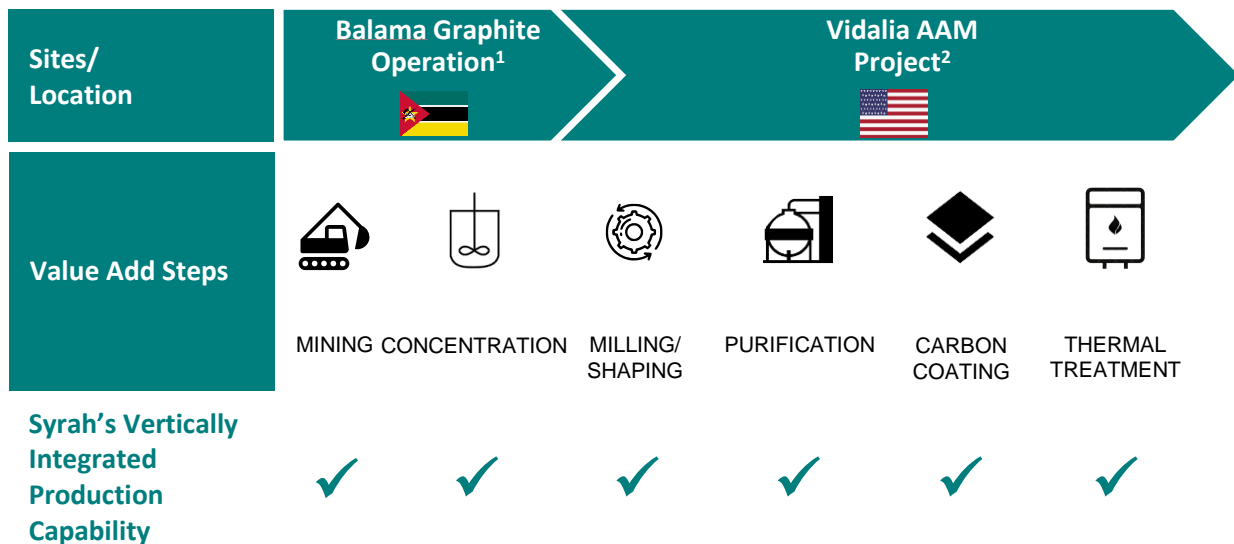 Sites/
Location
Balama Graphite
Operation¹
Vidalia AAM
Project²
Value Add Steps
MINING
CONCENTRATION
MILLING/
SHAPING
PURIFICATION
CARBON
COATING
THERMAL
TREATMENT
Syrah’s Vertically
Integrated
Production
Capability